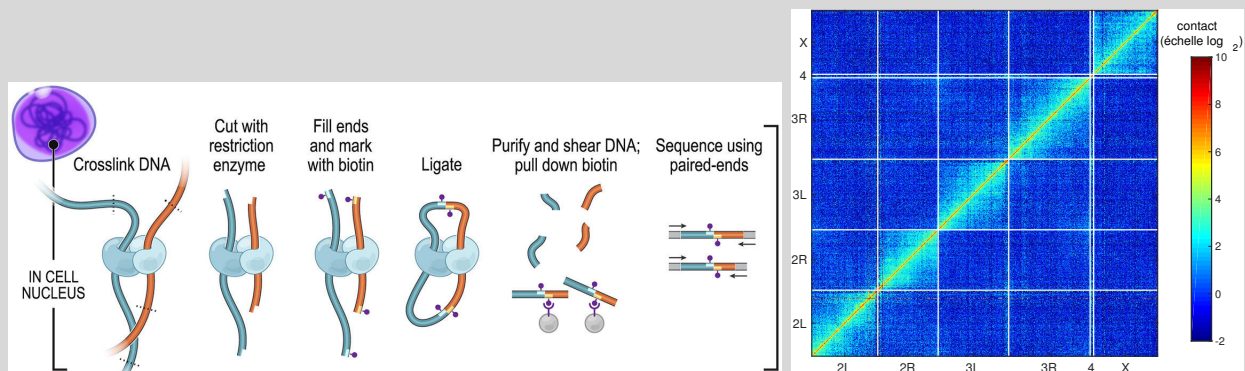 Crosslink DNA
Cut with
restriction
enzyme
Fill ends
and mark
with biotin
Ligate
Purify and shear DNA;
pull down biotin
Sequence using
paired-ends
IN CELL
NUCLEUS
X
4
3R
3L
2R
2L
2L
2R
3L
3R
4
X
contact
(échelle log 2)
10
8
6
4
2
0
-2